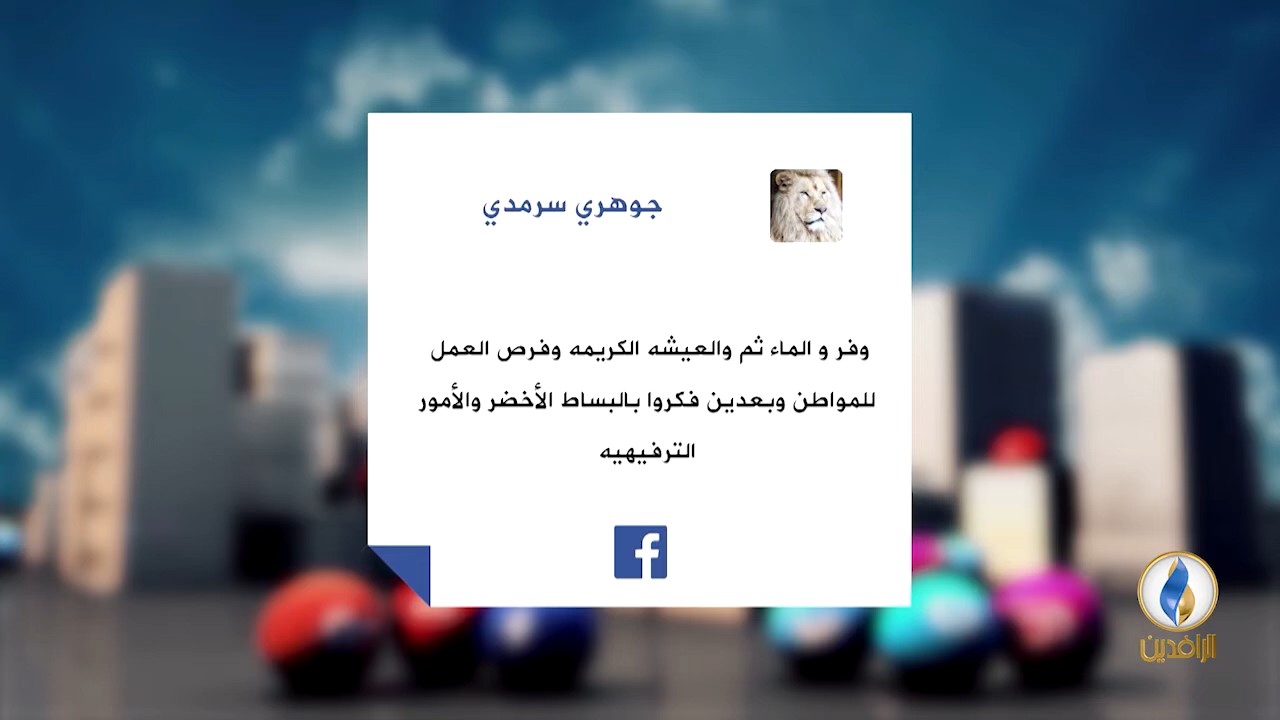 جوهري سرمدي
وفر و الماء ثم والعيشه الكريمه وفرص العمل
للمواطن وبعدين فكروا بالبساط الأخضر والأمور
الترفيهيه
f
الرافدين